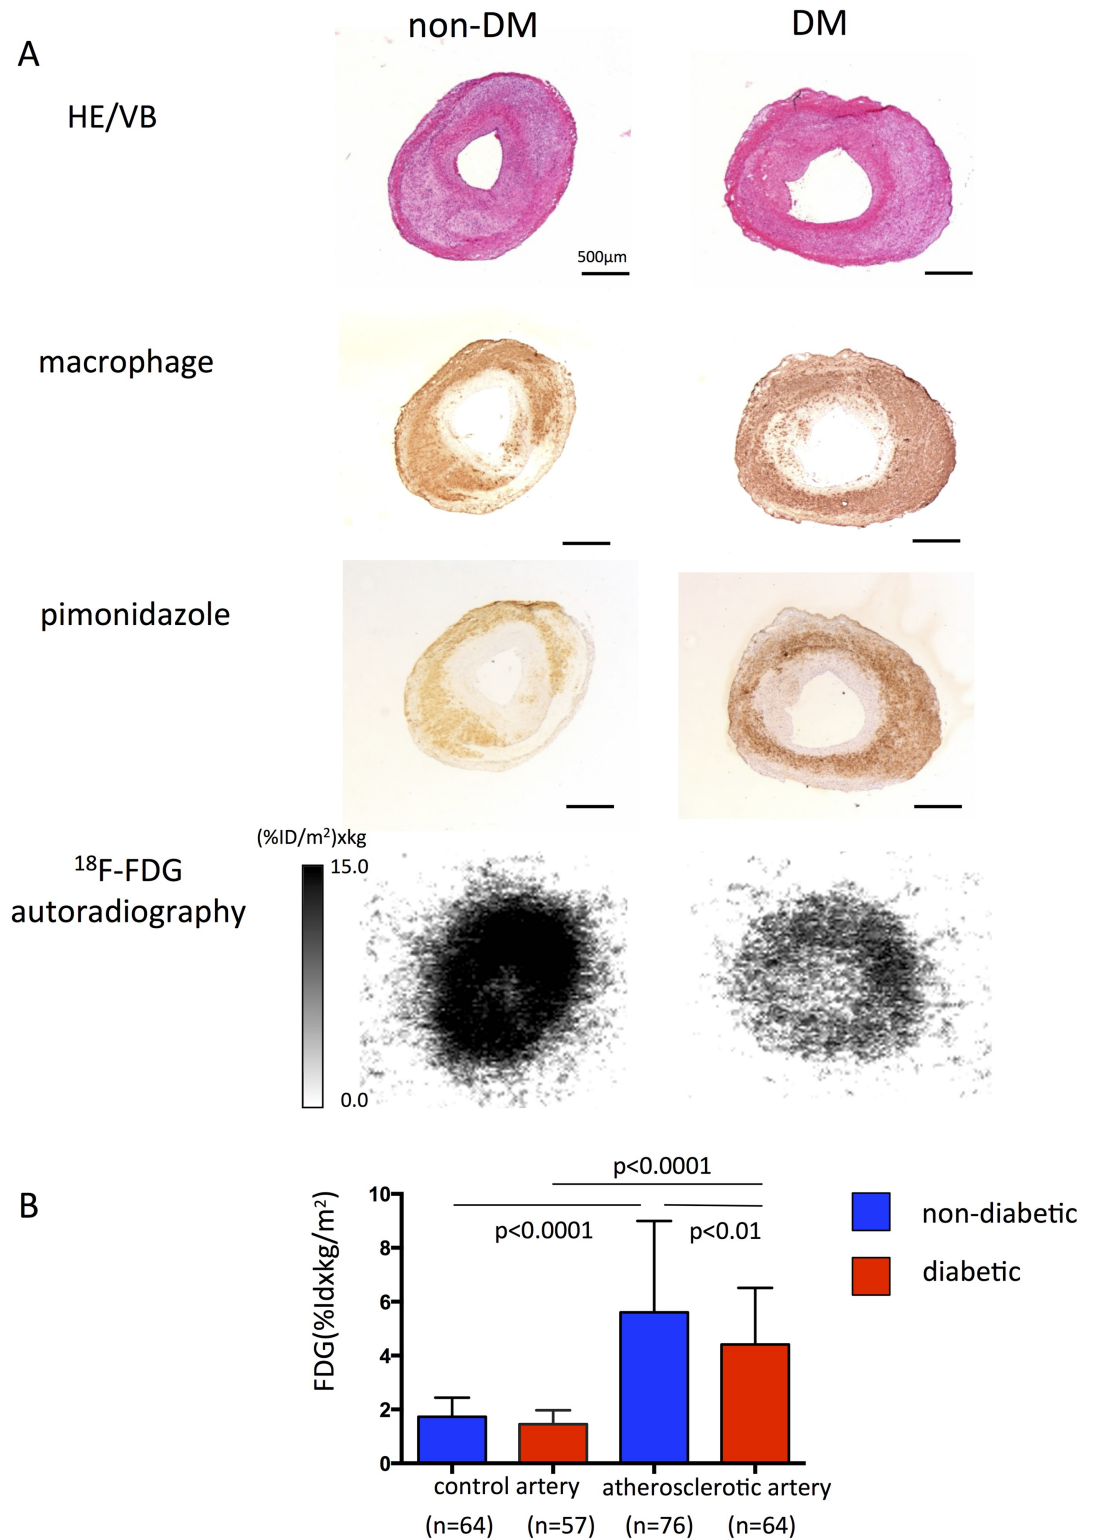 non-DM
DM
A
HE/VB
500μm
macrophage
pimonidazole
(%ID/m²)xkg
¹⁸F-FDG
autoradiography
15.0
0.0
B
p<0.0001
p<0.0001
p<0.01
FDG(%Idxkg/m²)
10
8
6
4
2
0
non-diabetic
diabetic
control artery
atherosclerotic artery
(n=64)
(n=57)
(n=76)
(n=64)